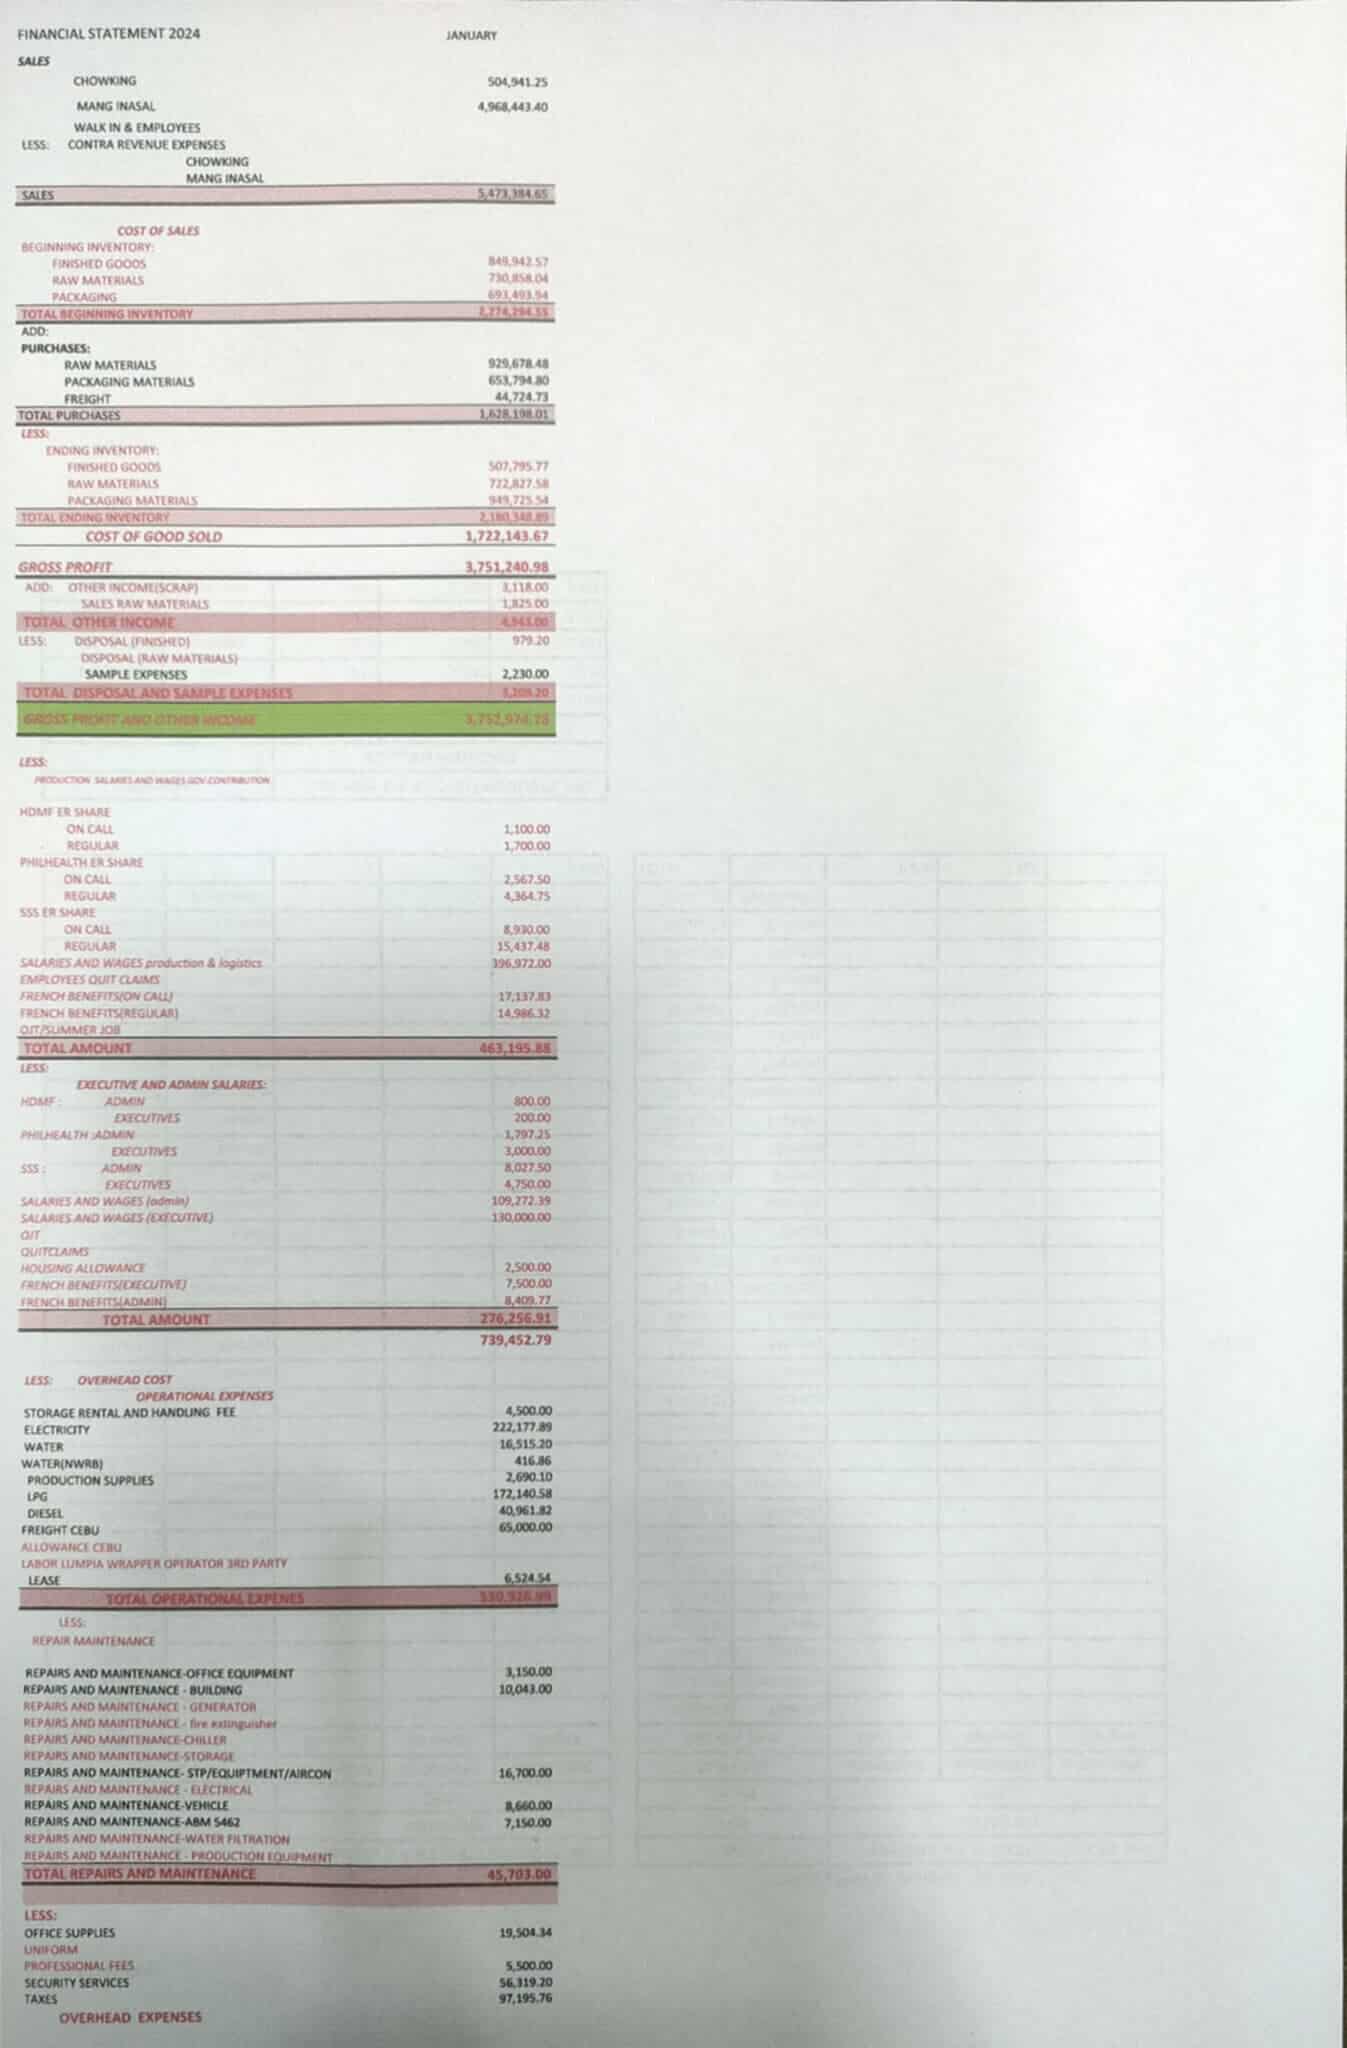 FINANCIAL STATEMENT 2024 JANUARY
SALES
CHOWKING 504,941.25
MANG INASAL 4,968,443.40
WALK IN & EMPLOYEES
LESS: CONTRA REVENUE EXPENSES
CHOWKING
MANG INASAL
SALES 5,473,384.65
COST OF SALES
BEGINNING INVENTORY:
FINISHED GOODS 849,942.57
RAW MATERIALS 730,858.04
PACKAGING 693,493.94
TOTAL BEGINNING INVENTORY 2,274,294.55
ADD:
PURCHASES:
RAW MATERIALS 929,678.48
PACKAGING MATERIALS 653,794.80
FREIGHT 44,724.73
TOTAL PURCHASES 1,628,198.01
LESS:
ENDING INVENTORY:
FINISHED GOODS 507,795.77
RAW MATERIALS 722,827.58
PACKAGING MATERIALS 949,725.54
TOTAL ENDING INVENTORY 2,180,348.89
COST OF GOOD SOLD 1,722,143.67
GROSS PROFIT 3,751,240.98
ADD: OTHER INCOME(SCRAP) 3,118.00
SALES RAW MATERIALS 1,825.00
TOTAL OTHER INCOME 4,943.00
LESS: DISPOSAL (FINISHED) 979.20
DISPOSAL (RAW MATERIALS)
SAMPLE EXPENSES 2,230.00
TOTAL DISPOSAL AND SAMPLE EXPENSES 3,209.20
GROSS PROFIT AND OTHER INCOME 3,752,974.78
LESS:
PRODUCTION SALARIES AND WAGES GOV.CONTRIBUTION
HDMF ER SHARE
ON CALL 1,100.00
REGULAR 1,700.00
PHILHEALTH ER SHARE
ON CALL 2,567.50
REGULAR 4,364.75
SSS ER SHARE
ON CALL 8,930.00
REGULAR 15,437.48
SALARIES AND WAGES production & logistics 396,972.00
EMPLOYEES QUIT CLAIMS
FRENCH BENEFITS(ON CALL) 17,137.83
FRENCH BENEFITS(REGULAR) 14,986.32
OJT/SUMMER JOB
TOTAL AMOUNT 463,195.88
LESS:
EXECUTIVE AND ADMIN SALARIES:
HDMF : ADMIN 800.00
EXECUTIVES 200.00
PHILHEALTH :ADMIN 1,797.25
EXECUTIVES 3,000.00
SSS : ADMIN 8,027.50
EXECUTIVES 4,750.00
SALARIES AND WAGES (admin) 109,272.39
SALARIES AND WAGES (EXECUTIVE) 130,000.00
OJT
QUITCLAIMS
HOUSING ALLOWANCE 2,500.00
FRENCH BENEFITS(EXECUTIVE) 7,500.00
FRENCH BENEFITS(ADMIN) 8,409.77
TOTAL AMOUNT 276,256.91
739,452.79
LESS: OVERHEAD COST
OPERATIONAL EXPENSES
STORAGE RENTAL AND HANDLING FEE 4,500.00
ELECTRICITY 222,177.89
WATER 16,515.20
WATER(NWRB) 416.86
PRODUCTION SUPPLIES 2,690.10
LPG 172,140.58
DIESEL 40,961.82
FREIGHT CEBU 65,000.00
ALLOWANCE CEBU
LABOR LUMPIA WRAPPER OPERATOR 3RD PARTY
LEASE 6,524.54
TOTAL OPERATIONAL EXPENES 530,926.99
LESS:
REPAIR MAINTENANCE
REPAIRS AND MAINTENANCE-OFFICE EQUIPMENT 3,150.00
REPAIRS AND MAINTENANCE - BUILDING 10,043.00
REPAIRS AND MAINTENANCE - GENERATOR
REPAIRS AND MAINTENANCE - fire extinguisher
REPAIRS AND MAINTENANCE-CHILLER
REPAIRS AND MAINTENANCE-STORAGE
REPAIRS AND MAINTENANCE- STP/EQUIPTMENT/AIRCON 16,700.00
REPAIRS AND MAINTENANCE - ELECTRICAL
REPAIRS AND MAINTENANCE-VEHICLE 8,660.00
REPAIRS AND MAINTENANCE-ABM 5462 7,150.00
REPAIRS AND MAINTENANCE-WATER FILTRATION
REPAIRS AND MAINTENANCE - PRODUCTION EQUIPMENT
TOTAL REPAIRS AND MAINTENANCE 45,703.00
LESS:
OFFICE SUPPLIES 19,504.34
UNIFORM
PROFESSIONAL FEES 5,500.00
SECURITY SERVICES 56,319.20
TAXES 97,195.76
OVERHEAD EXPENSES